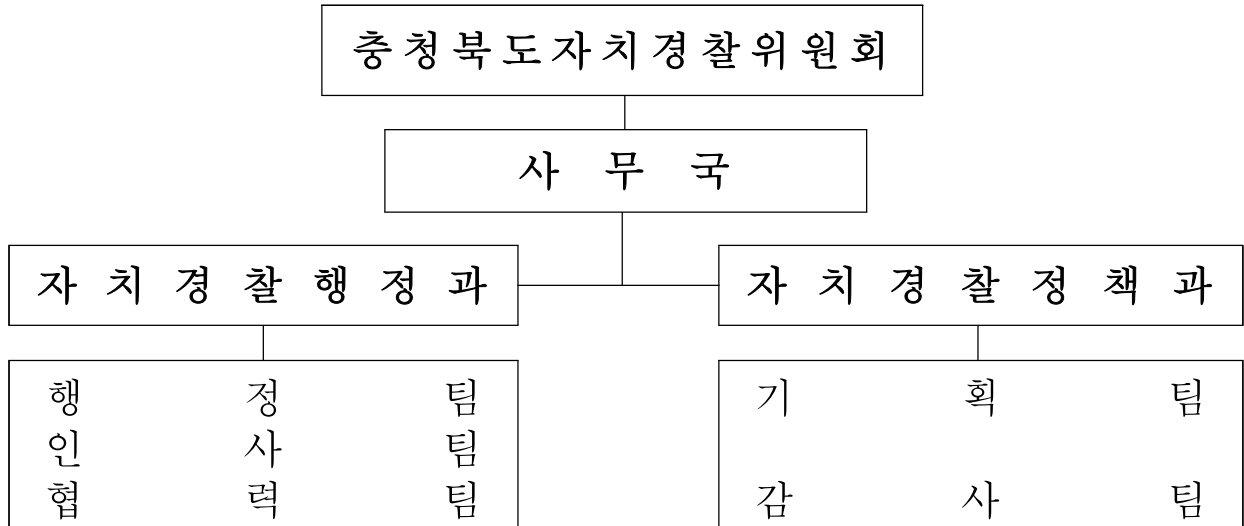 충청북도자치경찰위원회
사 무 국
자 치 경 찰 행 정 과
자 치 경 찰 정 책 과
행 정 팀
인 사 팀
협 력 팀
기 획 팀
감 사 팀